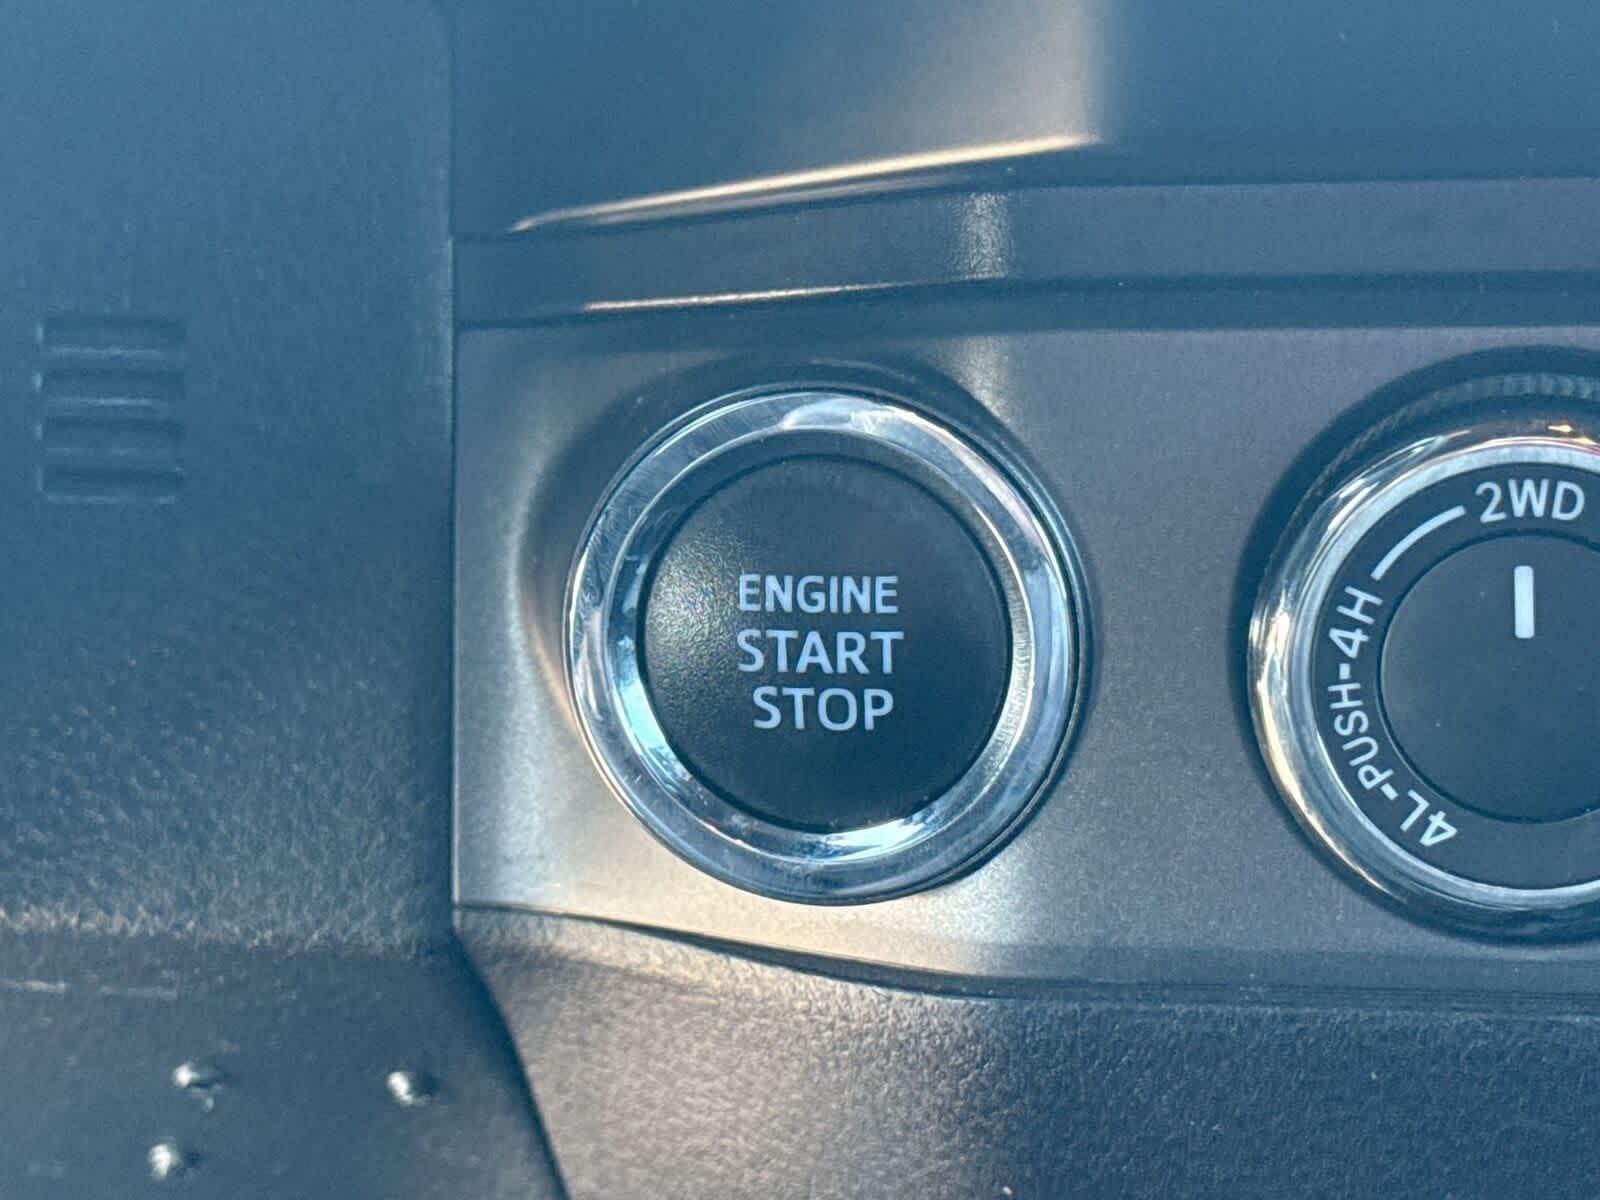 ENGINE
START
STOP
2WD
4L-PUSH-4H